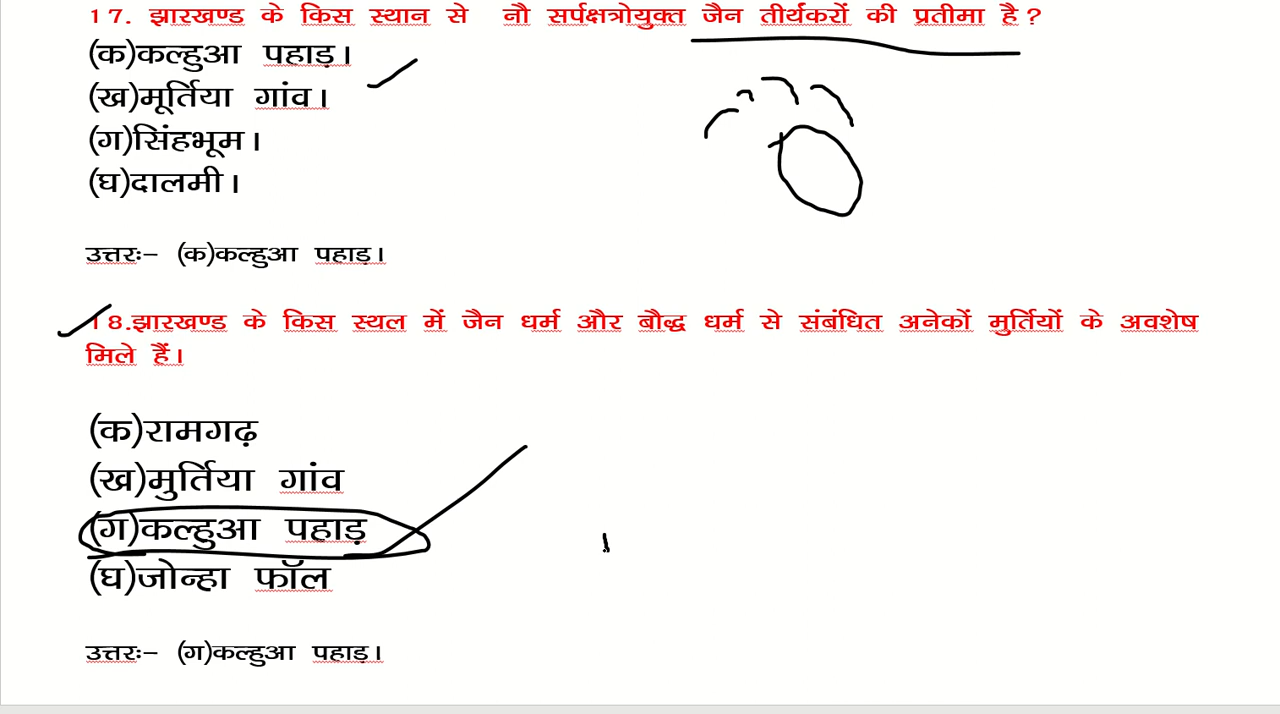 17. झारखण्ड के किस स्थान से नौ सर्पक्षत्रोयुक्त जैन तीर्थंकरों की प्रतीमा है?
(क)कल्हुआ पहाड़।
(ख)मूर्तिया गांव।
(ग)सिंहभूम।
(घ)दालमी।
उत्तरः- (क)कल्हुआ पहाड़।
18.झारखण्ड के किस स्थल में जैन धर्म और बौद्ध धर्म से संबंधित अनेकों मुर्तियों के अवशेष
मिले हैं।
(क)रामगढ़
(ख)मुर्तिया गांव
(ग)कल्हुआ पहाड़
(घ)जोन्हा फॉल
उत्तरः- (ग)कल्हुआ पहाड़।